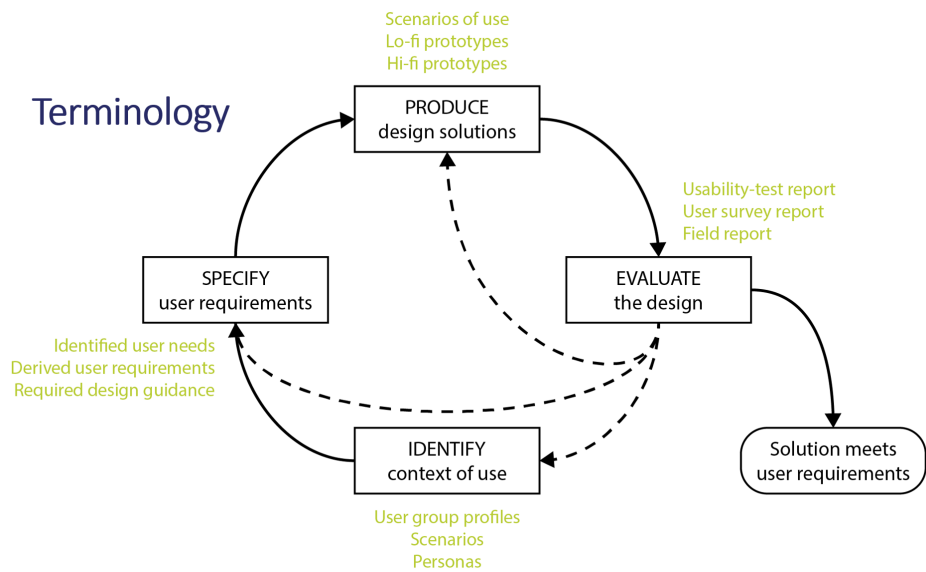 Scenarios of use
Lo-fi prototypes
Hi-fi prototypes
Terminology
PRODUCE
design solutions
Usability-test report
User survey report
Field report
SPECIFY
user requirements
EVALUATE
the design
Identified user needs
Derived user requirements
Required design guidance
IDENTIFY
context of use
Solution meets
user requirements
User group profiles
Scenarios
Personas